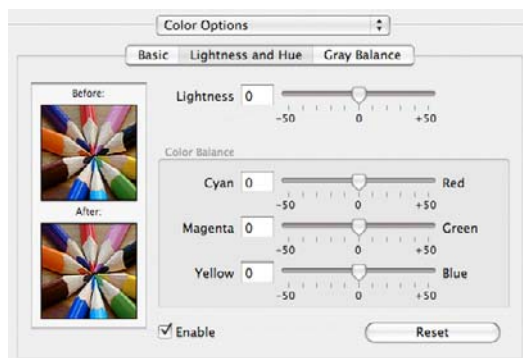 Color Options
Basic Lightness and Hue Gray Balance
Before:
After:
Lightness 0
-50 0 +50
Color Balance
Cyan 0 Red
-50 0 +50
Magenta 0 Green
-50 0 +50
Yellow 0 Blue
-50 0 +50
Enable Reset